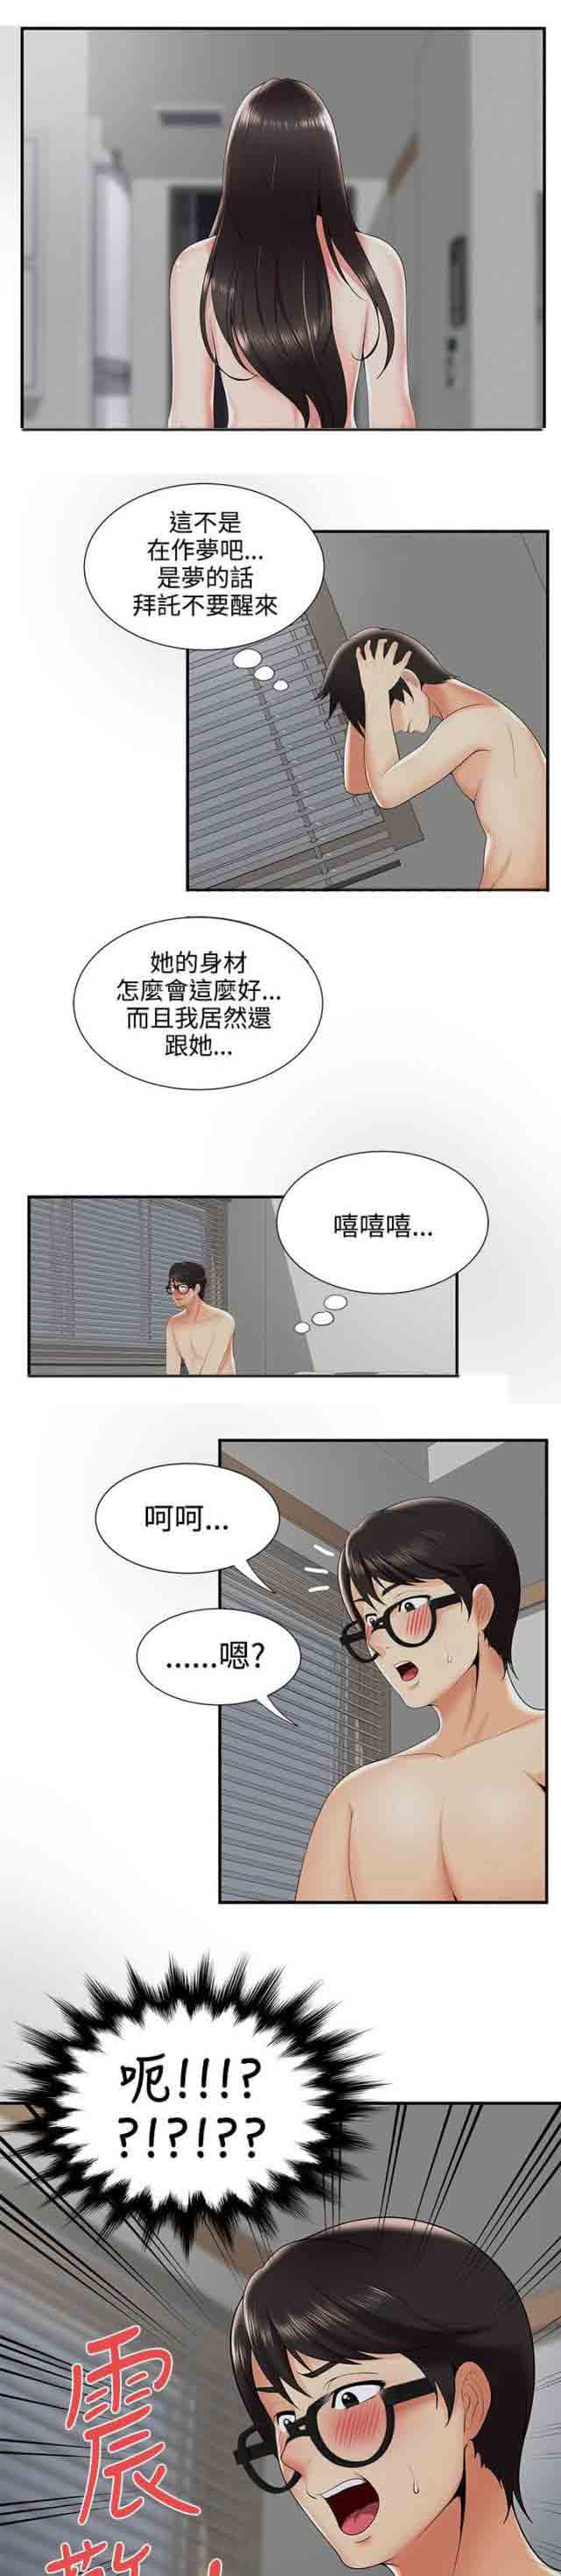 這不是
在作夢吧...
是夢的話
拜託不要醒來
她的身材
怎麼會這麼好...
而且我居然還
跟她...
嘻嘻嘻...
呵呵...
......嗯?
呃!!!?
?!?!??
震